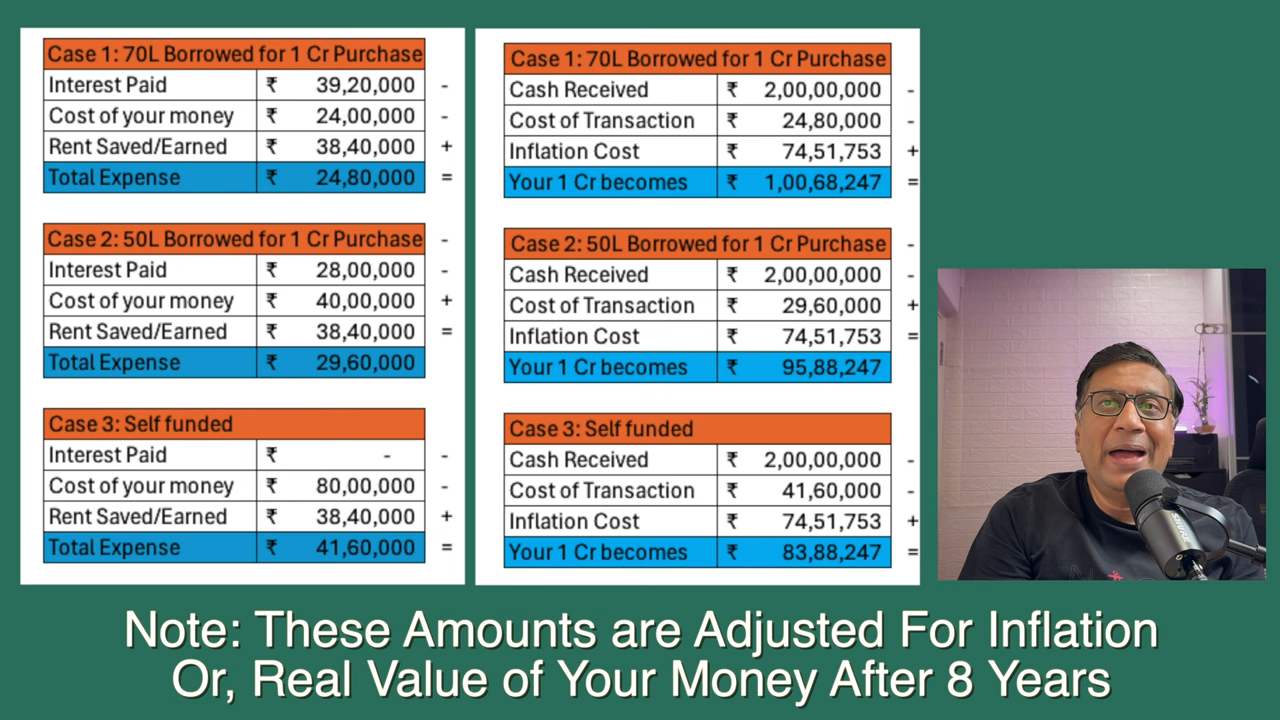 Case 1: 70L Borrowed for 1 Cr Purchase
Interest Paid ₹ 39,20,000 -
Cost of your money ₹ 24,00,000 -
Rent Saved/Earned ₹ 38,40,000 +
Total Expense ₹ 24,80,000 =
Case 2: 50L Borrowed for 1 Cr Purchase -
Interest Paid ₹ 28,00,000 -
Cost of your money ₹ 40,00,000 +
Rent Saved/Earned ₹ 38,40,000 =
Total Expense ₹ 29,60,000
Case 3: Self funded
Interest Paid ₹ - -
Cost of your money ₹ 80,00,000 -
Rent Saved/Earned ₹ 38,40,000 +
Total Expense ₹ 41,60,000 =
Case 1: 70L Borrowed for 1 Cr Purchase
Cash Received ₹ 2,00,00,000 -
Cost of Transaction ₹ 24,80,000 -
Inflation Cost ₹ 74,51,753 +
Your 1 Cr becomes ₹ 1,00,68,247 =
Case 2: 50L Borrowed for 1 Cr Purchase -
Cash Received ₹ 2,00,00,000 -
Cost of Transaction ₹ 29,60,000 +
Inflation Cost ₹ 74,51,753 =
Your 1 Cr becomes ₹ 95,88,247
Case 3: Self funded
Cash Received ₹ 2,00,00,000 -
Cost of Transaction ₹ 41,60,000 -
Inflation Cost ₹ 74,51,753 +
Your 1 Cr becomes ₹ 83,88,247 =
Note: These Amounts are Adjusted For Inflation
Or, Real Value of Your Money After 8 Years